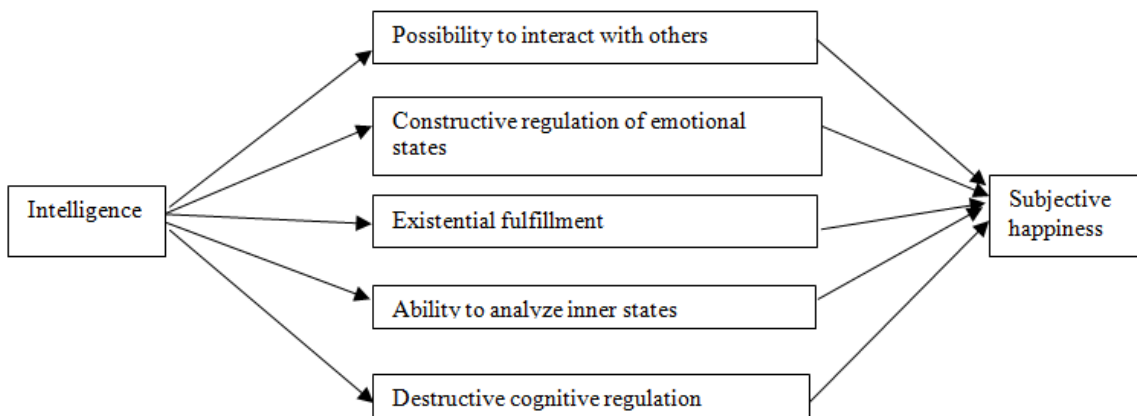 Possibility to interact with others
Constructive regulation of emotional
states
Intelligence
Existential fulfillment
Subjective
happiness
Ability to analyze inner states
Destructive cognitive regulation